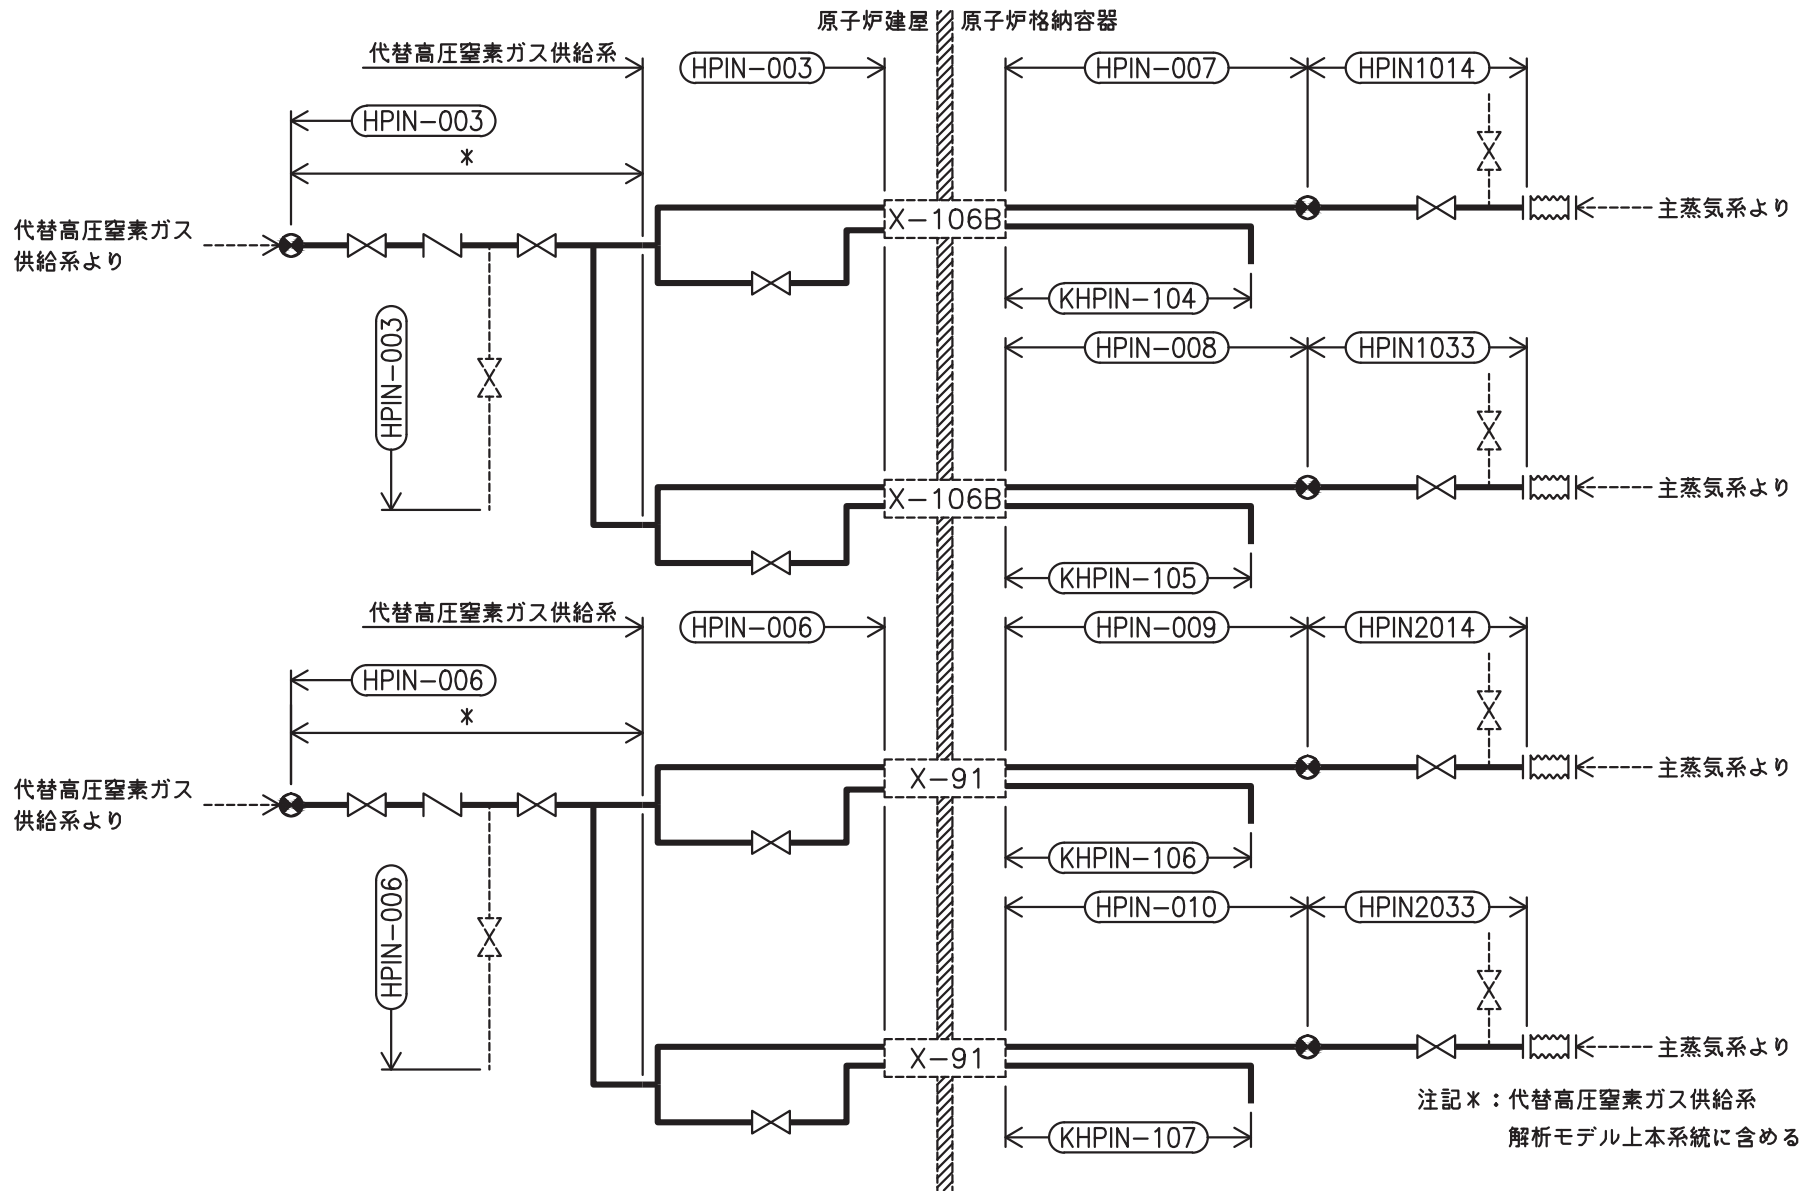 原子炉建屋
原子炉格納容器
代替高圧窒素ガス供給系
HPIN-003
HPIN-007
HPIN1014
HPIN-003
*
代替高圧窒素ガス
供給系より
X-106B
主蒸気系より
KHPIN-104
HPIN-003
HPIN-008
HPIN1033
X-106B
主蒸気系より
KHPIN-105
代替高圧窒素ガス供給系
HPIN-006
HPIN-009
HPIN2014
HPIN-006
*
代替高圧窒素ガス
供給系より
X-91
主蒸気系より
KHPIN-106
HPIN-006
HPIN-010
HPIN2033
X-91
主蒸気系より
KHPIN-107
注記*：代替高圧窒素ガス供給系
解析モデル上本系統に含める